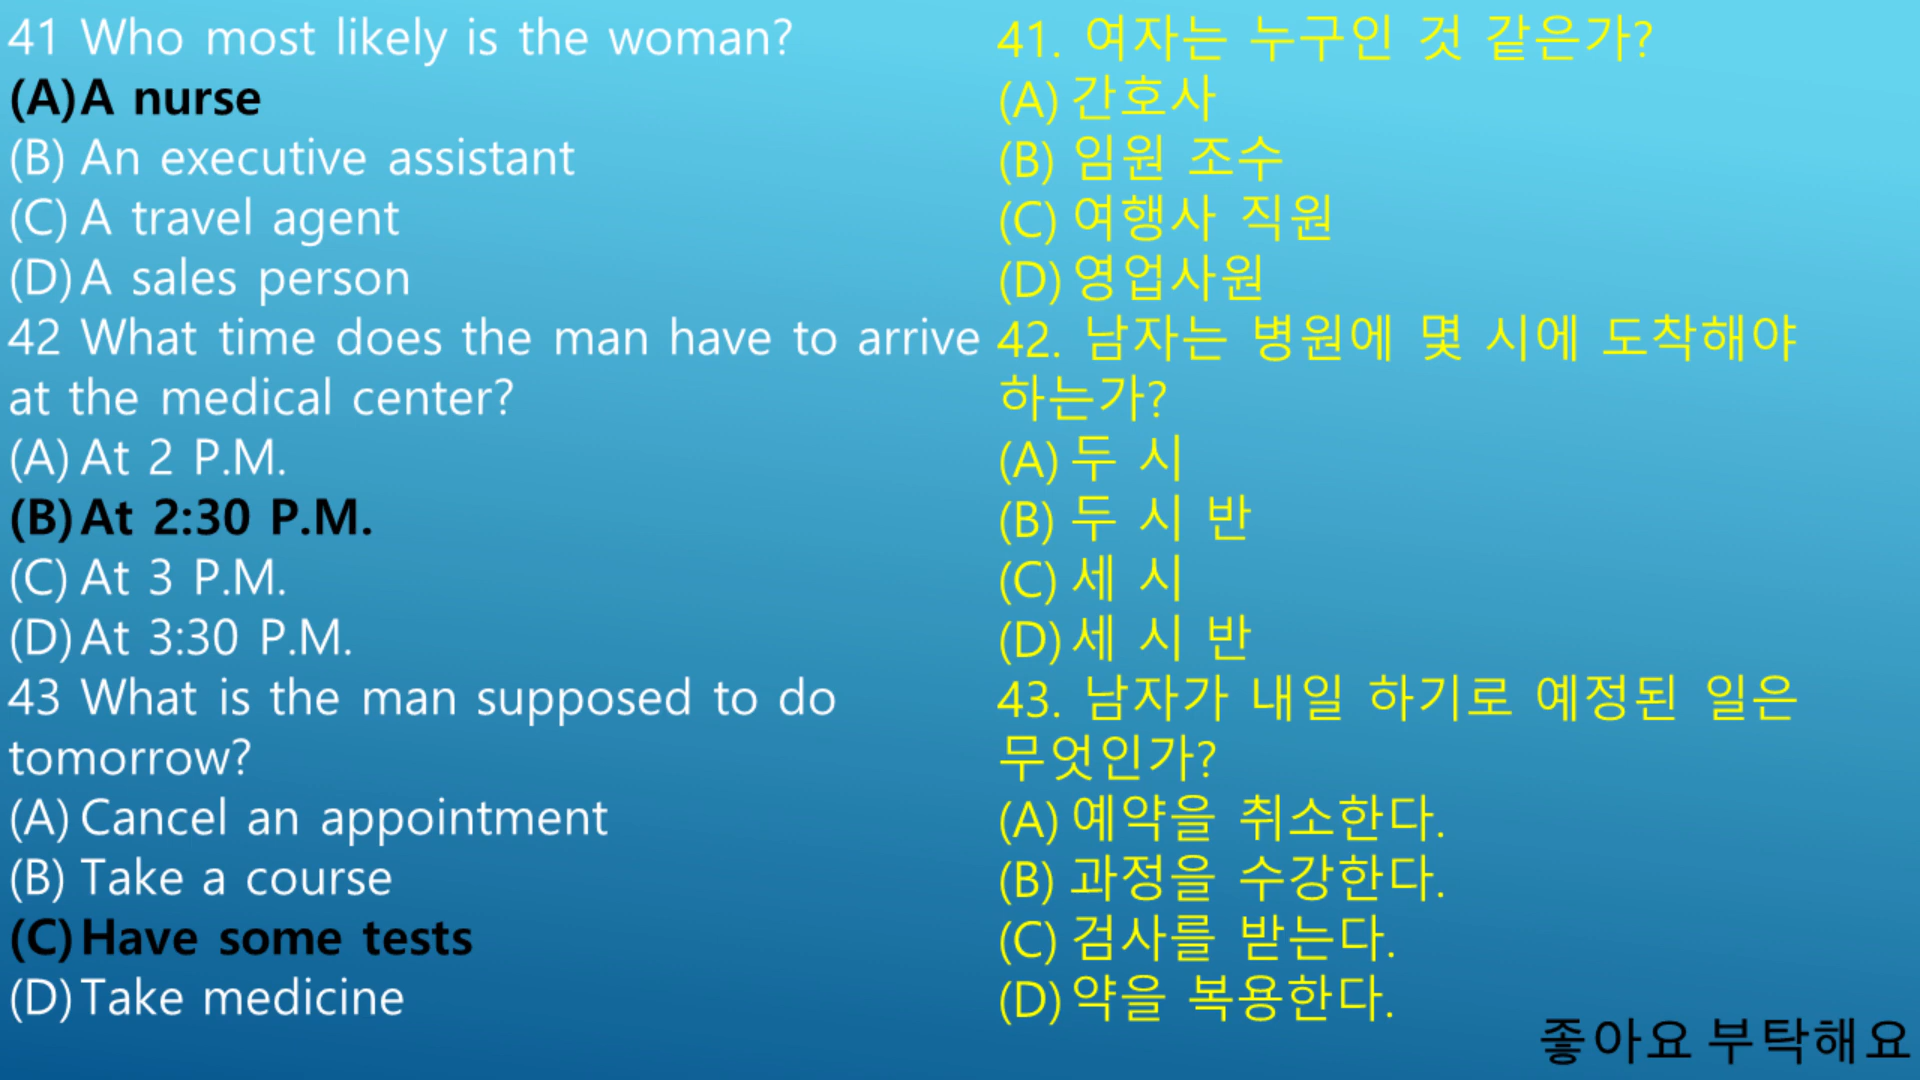 41 Who most likely is the woman?
(A) A nurse
(B) An executive assistant
(C) A travel agent
(D) A sales person
42 What time does the man have to arrive
at the medical center?
(A) At 2 P.M.
(B) At 2:30 P.M.
(C) At 3 P.M.
(D) At 3:30 P.M.
43 What is the man supposed to do
tomorrow?
(A) Cancel an appointment
(B) Take a course
(C) Have some tests
(D) Take medicine
41. 여자는 누구인 것 같은가?
(A) 간호사
(B) 임원 조수
(C) 여행사 직원
(D) 영업사원
42. 남자는 병원에 몇 시에 도착해야
하는가?
(A) 두 시
(B) 두 시 반
(C) 세 시
(D) 세 시 반
43. 남자가 내일 하기로 예정된 일은
무엇인가?
(A) 예약을 취소한다.
(B) 과정을 수강한다.
(C) 검사를 받는다.
(D) 약을 복용한다.
좋아요 부탁해요